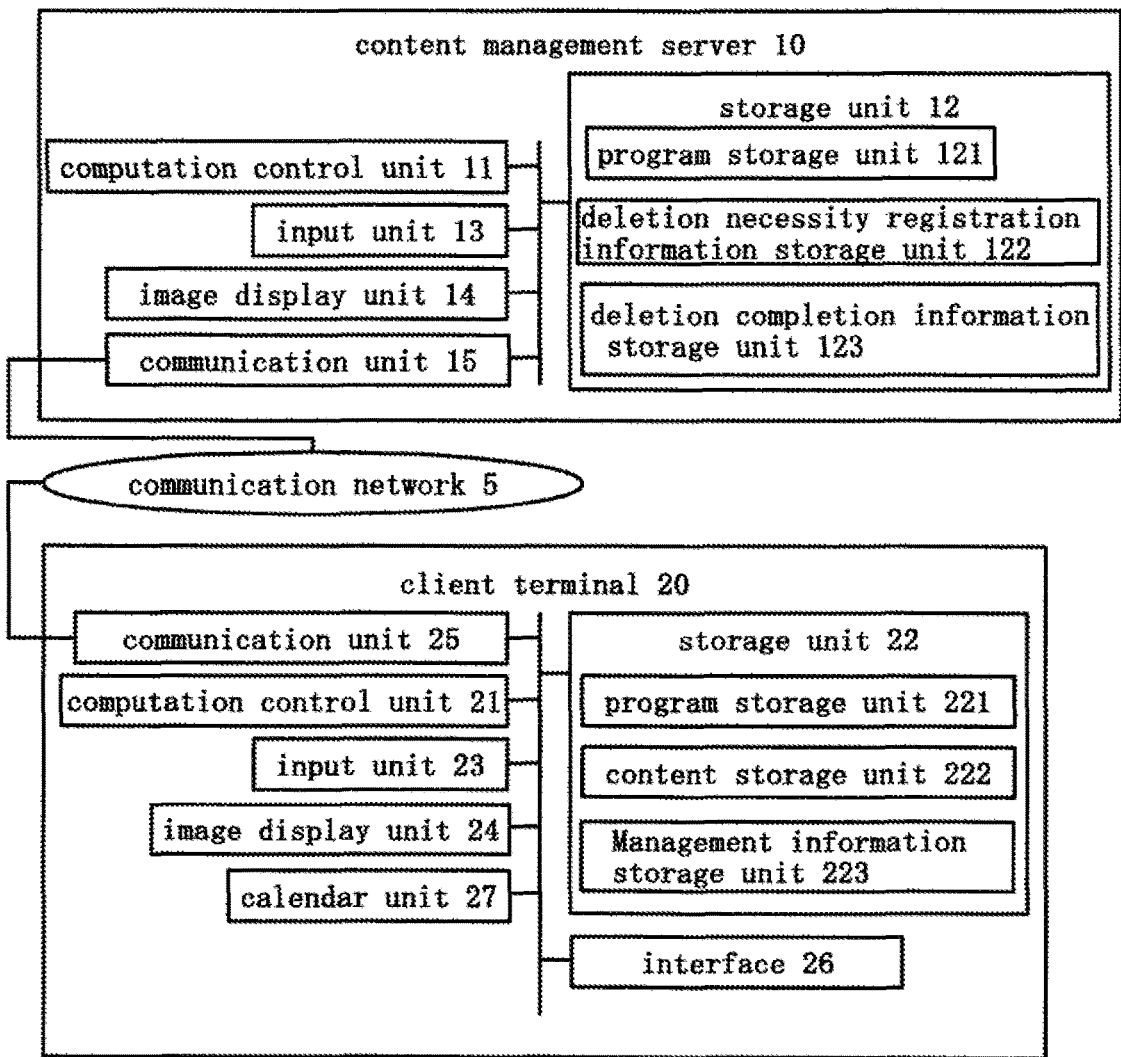 content management server 10
storage unit 12
program storage unit 121
computation control unit 11
deletion necessity registration
information storage unit 122
input unit 13
image display unit 14
deletion completion information
storage unit 123
communication unit 15
communication network 5
client terminal 20
communication unit 25
storage unit 22
computation control unit 21
program storage unit 221
input unit 23
content storage unit 222
image display unit 24
Management information
storage unit 223
calendar unit 27
interface 26